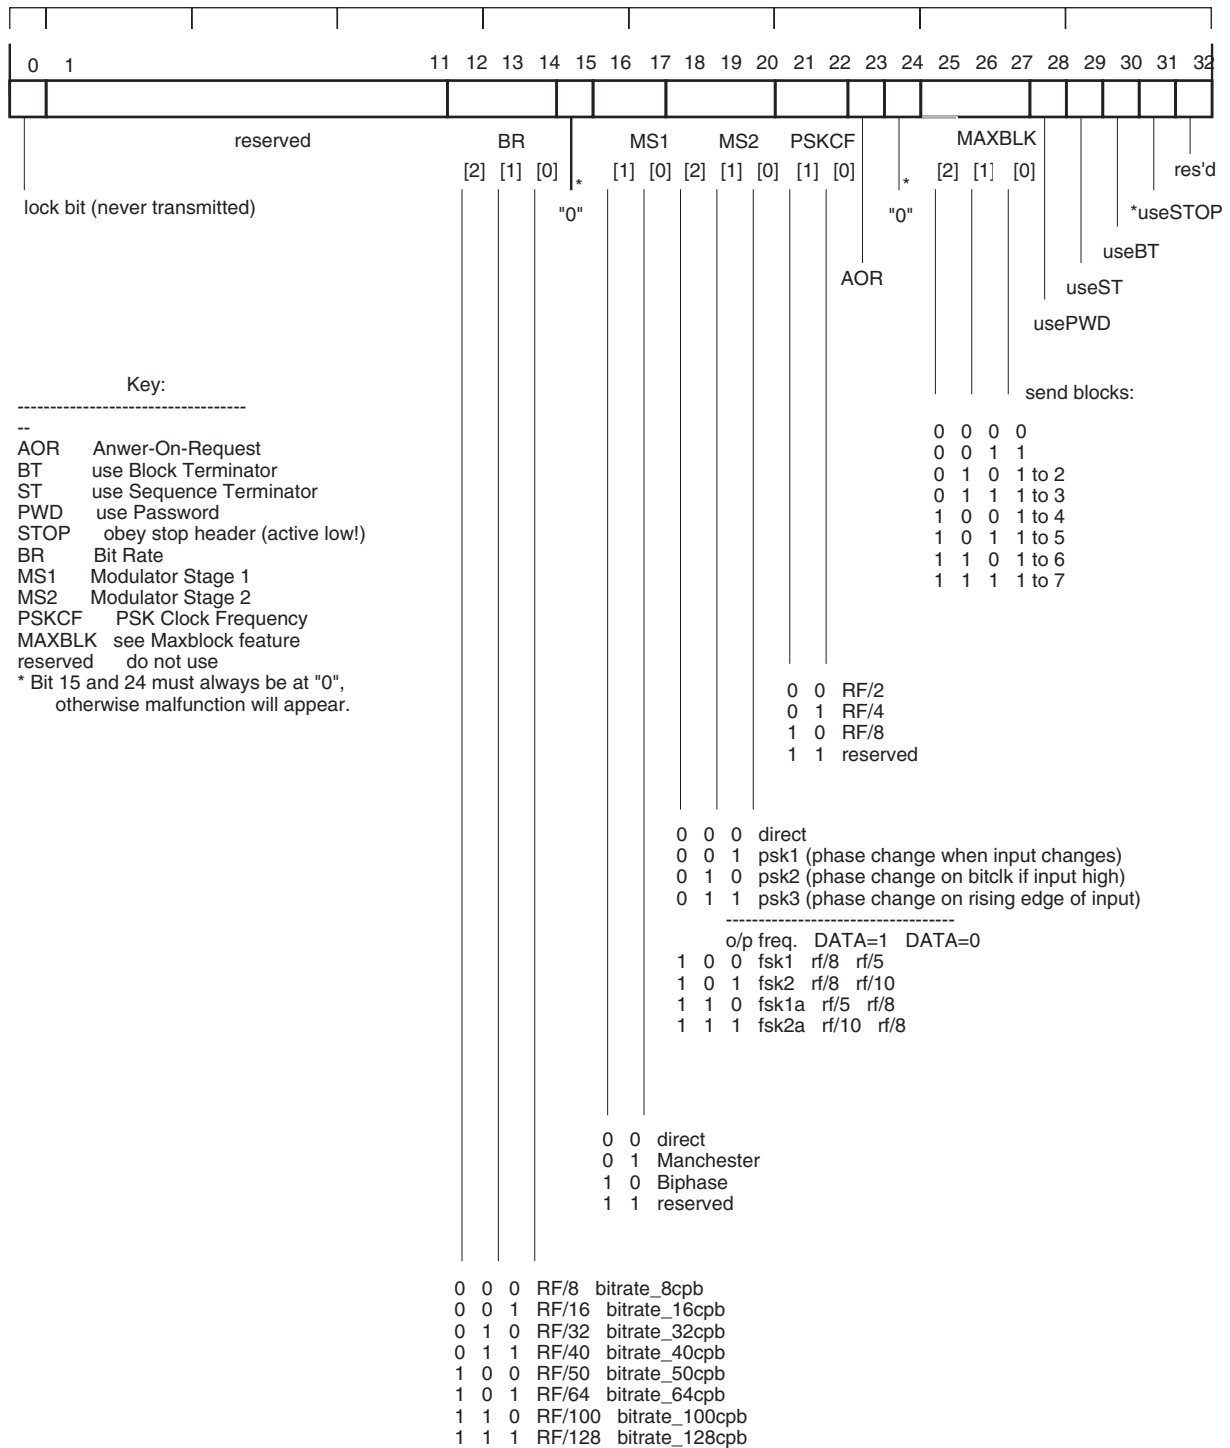 0 1 11 12 13 14 15 16 17 18 19 20 21 22 23 24 25 26 27 28 29 30 31 32
reserved BR MS1 MS2 PSKCF MAXBLK
[2] [1] [0] * [1] [0] [2] [1] [0] [1] [0] * [2] [1] [0] res'd
lock bit (never transmitted) "0" "0" *useSTOP
useBT
AOR useST
usePWD
Key:
-----------------------------------
--
AOR Anwer-On-Request
BT use Block Terminator
ST use Sequence Terminator
PWD use Password
STOP obey stop header (active low!)
BR Bit Rate
MS1 Modulator Stage 1
MS2 Modulator Stage 2
PSKCF PSK Clock Frequency
MAXBLK see Maxblock feature
reserved do not use
* Bit 15 and 24 must always be at "0",
otherwise malfunction will appear.
send blocks:
0 0 0 0
0 0 1 1
0 1 0 1 to 2
0 1 1 1 to 3
1 0 0 1 to 4
1 0 1 1 to 5
1 1 0 1 to 6
1 1 1 1 to 7
0 0 RF/2
0 1 RF/4
1 0 RF/8
1 1 reserved
0 0 0 direct
0 0 1 psk1 (phase change when input changes)
0 1 0 psk2 (phase change on bitclk if input high)
0 1 1 psk3 (phase change on rising edge of input)
-----------------------------------
o/p freq. DATA=1 DATA=0
1 0 0 fsk1 rf/8 rf/5
1 0 1 fsk2 rf/8 rf/10
1 1 0 fsk1a rf/5 rf/8
1 1 1 fsk2a rf/10 rf/8
0 0 direct
0 1 Manchester
1 0 Biphase
1 1 reserved
0 0 0 RF/8 bitrate_8cpb
0 0 1 RF/16 bitrate_16cpb
0 1 0 RF/32 bitrate_32cpb
0 1 1 RF/40 bitrate_40cpb
1 0 0 RF/50 bitrate_50cpb
1 0 1 RF/64 bitrate_64cpb
1 1 0 RF/100 bitrate_100cpb
1 1 1 RF/128 bitrate_128cpb